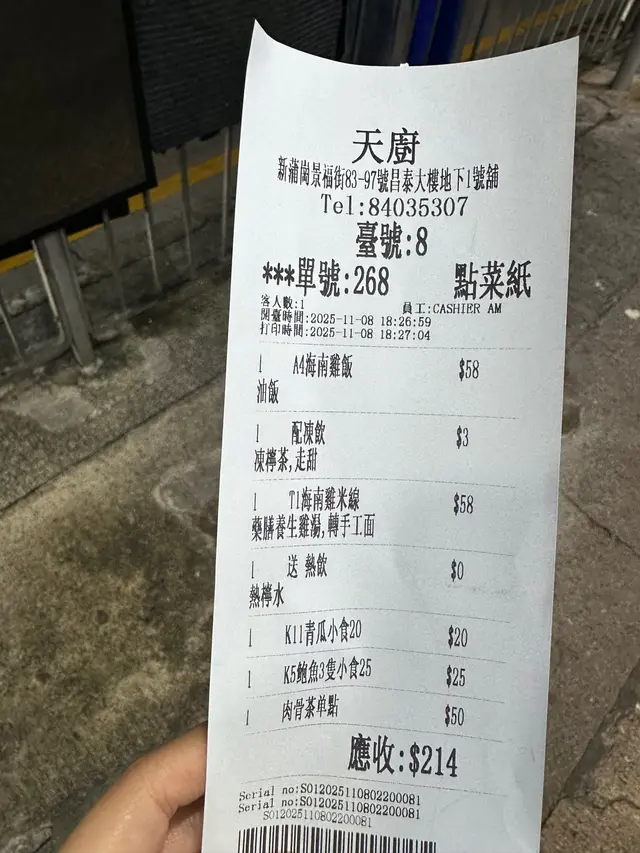 天廚
新蒲崗景福街83-97號昌泰大樓地下1號舖
Tel:84035307
臺號:8
***單號:268 點菜紙
客人數:1 員工:CASHIER AM
開臺時間:2025-11-08 18:26:59
打印時間:2025-11-08 18:27:04
1 A4海南雞飯 $58
油飯
1 配凍飲 $3
凍檸茶,走甜
1 T1海南雞米線 $58
藥膳養生雞湯,轉手工面
1 送 熱飲 $0
熱檸水
1 K11青瓜小食20 $20
1 K5鮑魚3隻小食25 $25
1 肉骨茶单點 $50
應收:$214
Serial no:S012025110802200081
Serial no:S012025110802200081
S012025110802200081